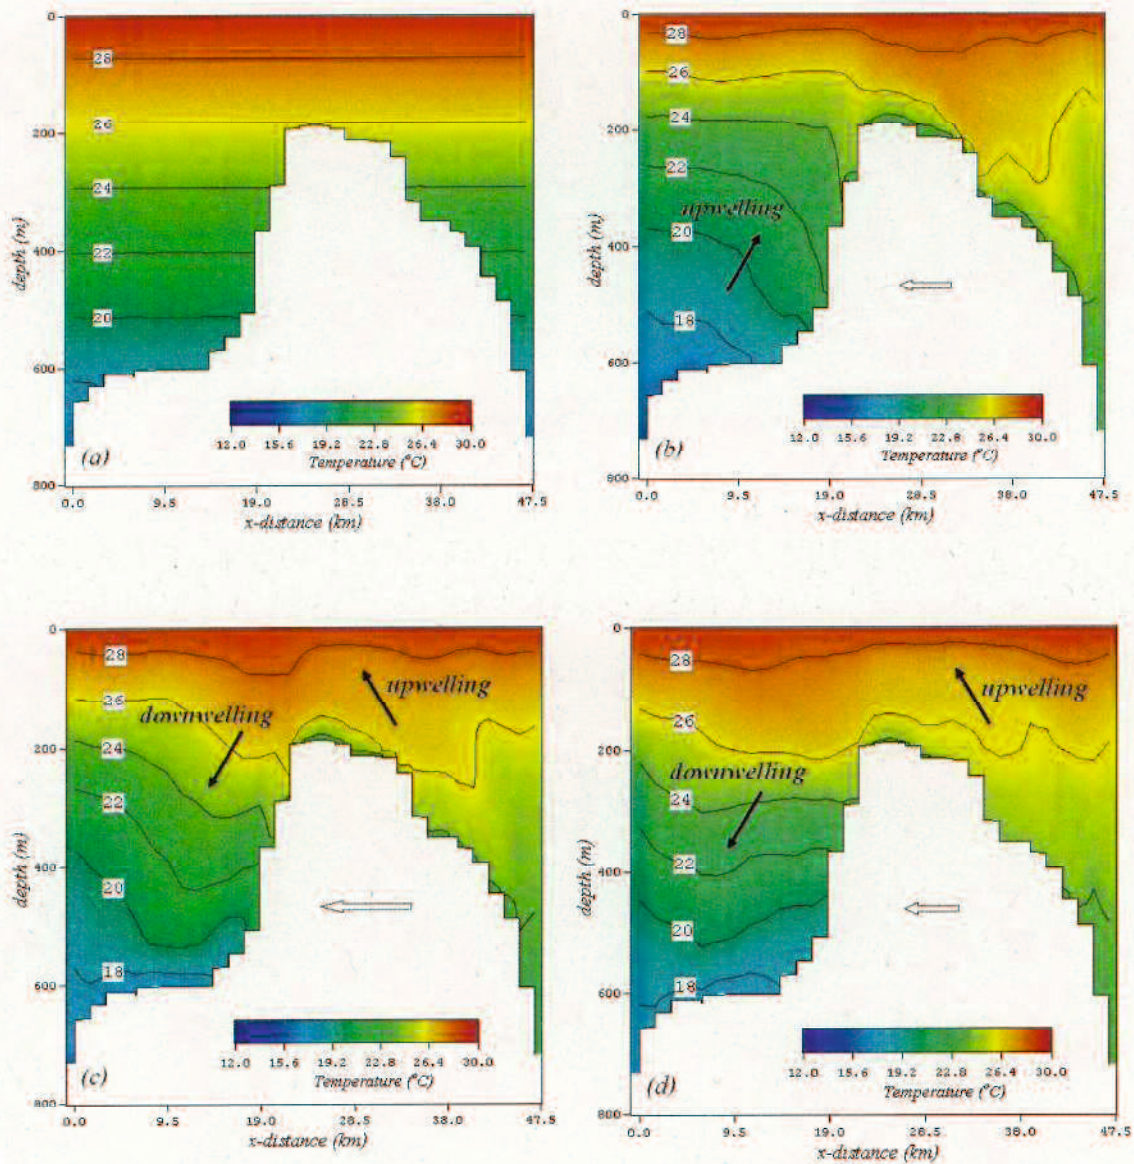 0
200
400
600
800
depth (m)
28
26
24
22
20
12.0 15.6 19.2 22.8 26.4 30.0
Temperature (°C)
(a)
0.0 9.5 19.0 28.5 38.0 47.5
x-distance (km)
0
200
400
600
800
depth (m)
28
26
24
22
20
18
upwelling
12.0 15.6 19.2 22.8 26.4 30.0
Temperature (°C)
(b)
0.0 9.5 19.0 28.5 38.0 47.5
x-distance (km)
0
200
400
600
800
depth (m)
28
26
24
22
20
18
downwelling
upwelling
12.0 15.6 19.2 22.8 26.4 30.0
Temperature (°C)
(c)
0.0 9.5 19.0 28.5 38.0 47.5
x-distance (km)
0
200
400
600
800
depth (m)
28
26
24
22
20
18
upwelling
downwelling
12.0 15.6 19.2 22.8 26.4 30.0
Temperature (°C)
(d)
0.0 9.5 19.0 28.5 38.0 47.5
x-distance (km)